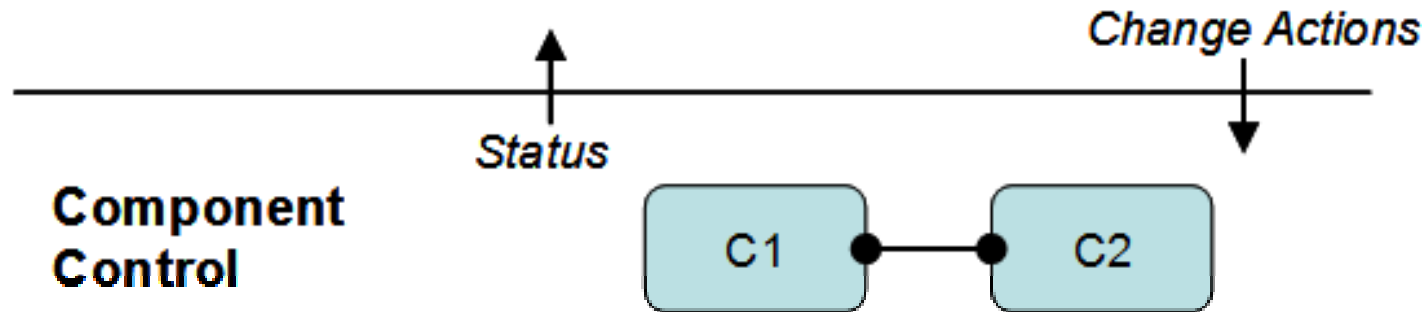 Change Actions
Status
Component
Control
C1
C2